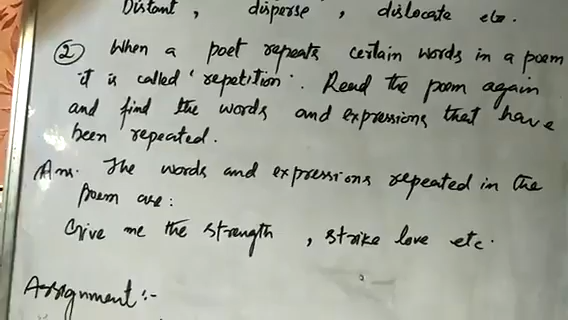 Distant, disperse, dislocate etc.
② When a poet repeats certain words in a poem
it is called 'repetition'. Read the poem again
and find the words and expressions that have
been repeated.
Ans. The words and expressions repeated in the
poem are:
Give me the strength, strike love etc.
Assignment:-